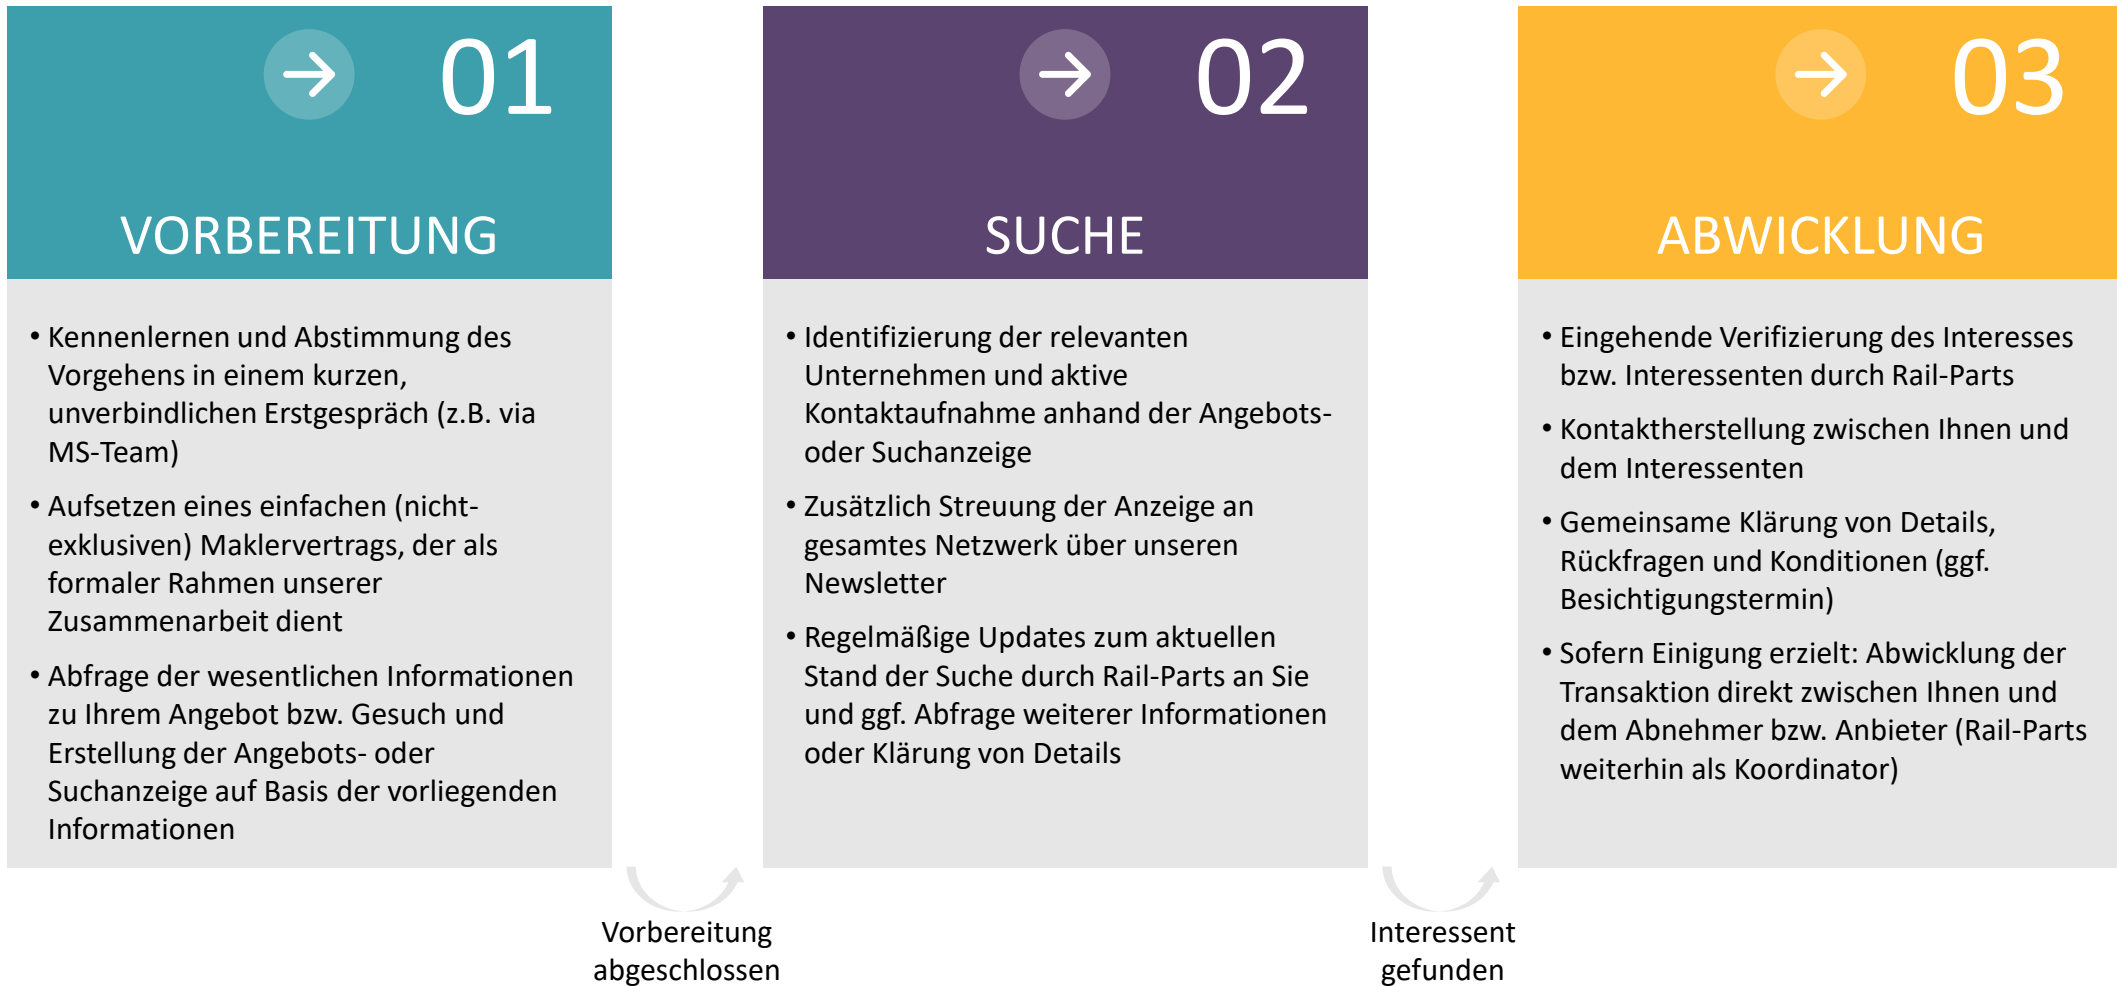 01
VORBEREITUNG
• Kennenlernen und Abstimmung des
Vorgehens in einem kurzen,
unverbindlichen Erstgespräch (z.B. via
MS-Team)
• Aufsetzen eines einfachen (nicht-
exklusiven) Maklervertrags, der als
formaler Rahmen unserer
Zusammenarbeit dient
• Abfrage der wesentlichen Informationen
zu Ihrem Angebot bzw. Gesuch und
Erstellung der Angebots- oder
Suchanzeige auf Basis der vorliegenden
Informationen
Vorbereitung
abgeschlossen
02
SUCHE
• Identifizierung der relevanten
Unternehmen und aktive
Kontaktaufnahme anhand der Angebots-
oder Suchanzeige
• Zusätzlich Streuung der Anzeige an
gesamtes Netzwerk über unseren
Newsletter
• Regelmäßige Updates zum aktuellen
Stand der Suche durch Rail-Parts an Sie
und ggf. Abfrage weiterer Informationen
oder Klärung von Details
Interessent
gefunden
03
ABWICKLUNG
• Eingehende Verifizierung des Interesses
bzw. Interessenten durch Rail-Parts
• Kontaktherstellung zwischen Ihnen und
dem Interessenten
• Gemeinsame Klärung von Details,
Rückfragen und Konditionen (ggf.
Besichtigungstermin)
• Sofern Einigung erzielt: Abwicklung der
Transaktion direkt zwischen Ihnen und
dem Abnehmer bzw. Anbieter (Rail-Parts
weiterhin als Koordinator)